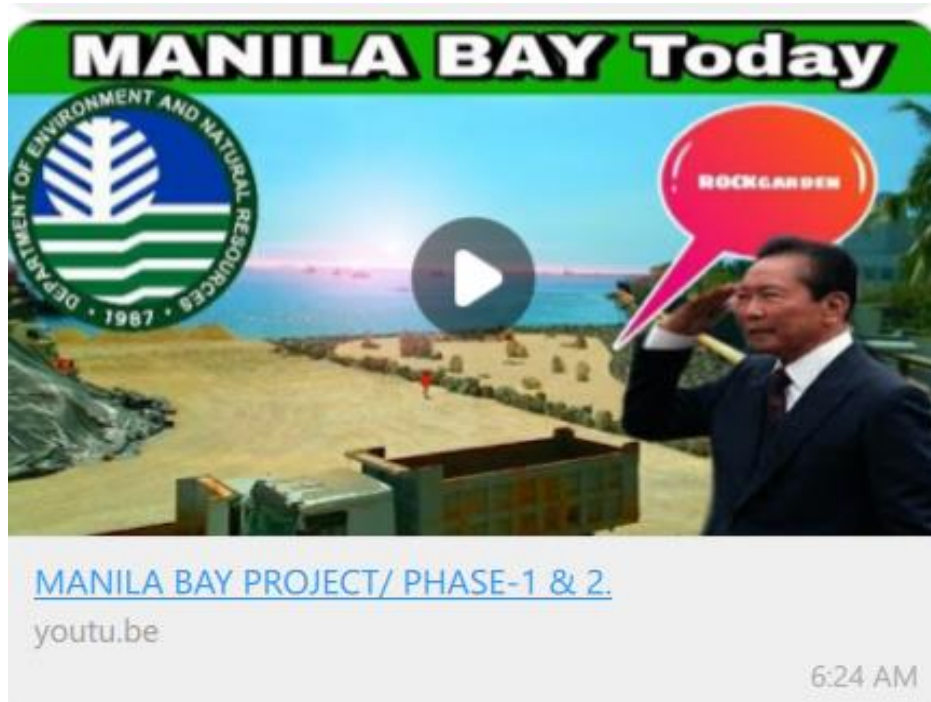 MANILA BAY Today
DEPARTMENT OF ENVIRONMENT AND NATURAL RESOURCES
1987
ROCKGARDEN
MANILA BAY PROJECT/ PHASE-1 & 2.
youtu.be
6:24 AM